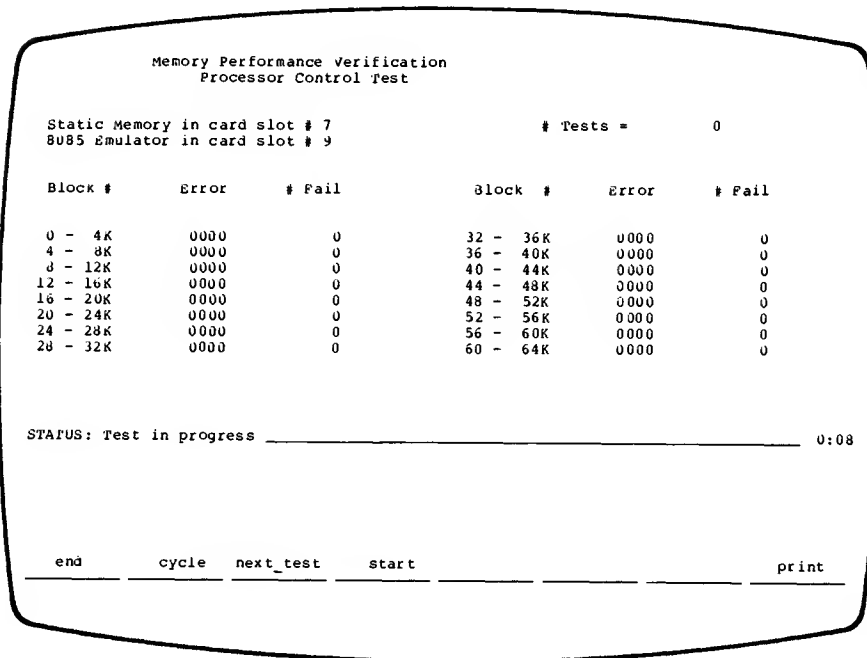 Memory Performance Verification
Processor Control Test
Static Memory in card slot # 7 # Tests = 0
8085 Emulator in card slot # 9
Block # Error # Fail Block # Error # Fail
0 - 4K 0000 0 32 - 36K 0000 0
4 - 8K 0000 0 36 - 40K 0000 0
8 - 12K 0000 0 40 - 44K 0000 0
12 - 16K 0000 0 44 - 48K 0000 0
16 - 20K 0000 0 48 - 52K 0000 0
20 - 24K 0000 0 52 - 56K 0000 0
24 - 28K 0000 0 56 - 60K 0000 0
28 - 32K 0000 0 60 - 64K 0000 0
STATUS: Test in progress 0:08
end cycle next_test start print